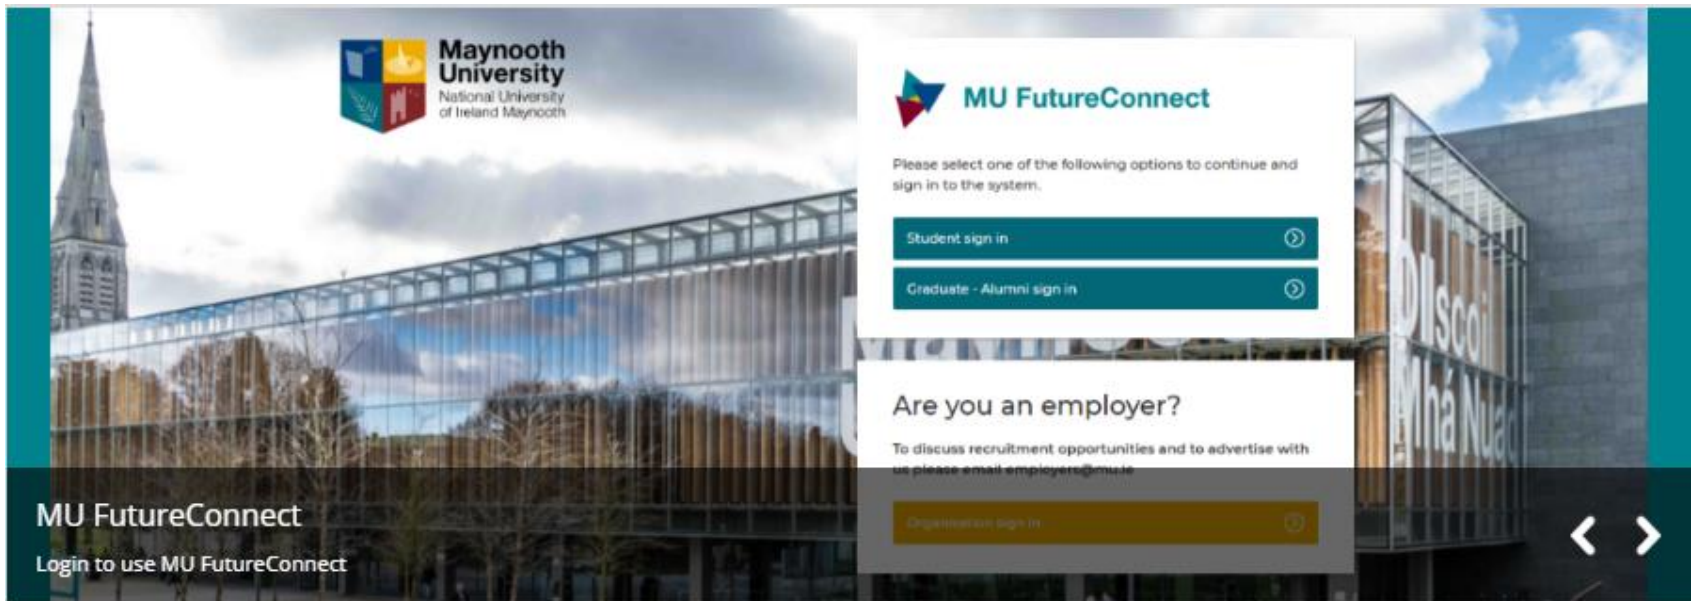 Maynooth
University
National University
of Ireland Maynooth
MU FutureConnect
Please select one of the following options to continue and
sign in to the system.
Student sign in
Graduate - Alumni sign in
Are you an employer?
To discuss recruitment opportunities and to advertise with
us please email employers@mu.ie
Organisation sign in
Ollscoil
Mhá Nuad
MU FutureConnect
Login to use MU FutureConnect